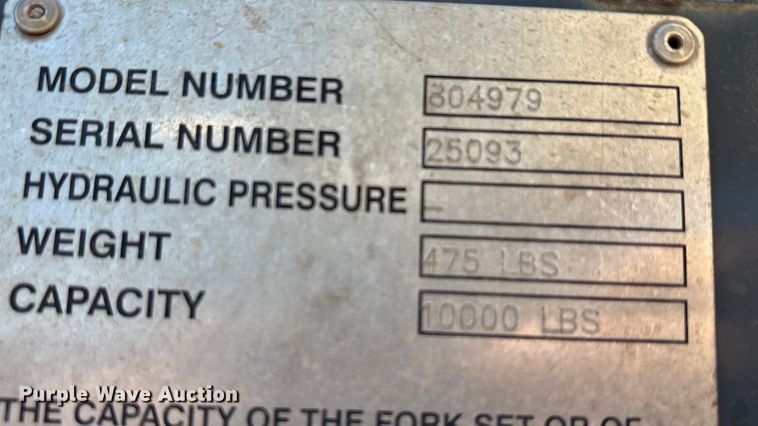 MODEL NUMBER 804979
SERIAL NUMBER 25093
HYDRAULIC PRESSURE -
WEIGHT 475 LBS
CAPACITY 10000 LBS
Purple Wave Auction
THE CAPACITY OF THE FORK SET OR OF